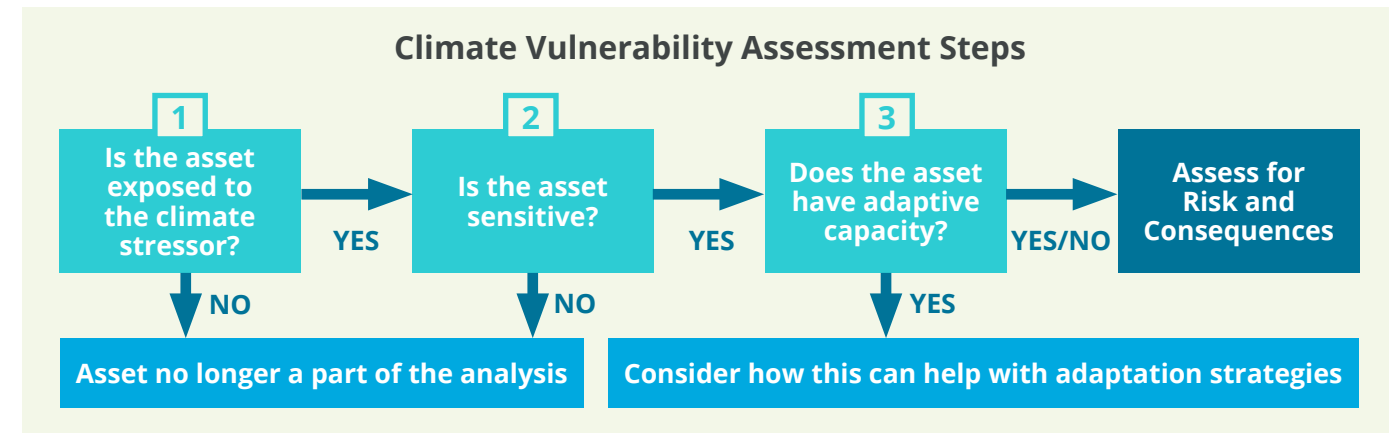 Climate Vulnerability Assessment Steps
1
Is the asset
exposed to
the climate
stressor?
YES
NO
2
Is the asset
sensitive?
YES
NO
3
Does the asset
have adaptive
capacity?
YES/NO
YES
Assess for
Risk and
Consequences
Asset no longer a part of the analysis
Consider how this can help with adaptation strategies